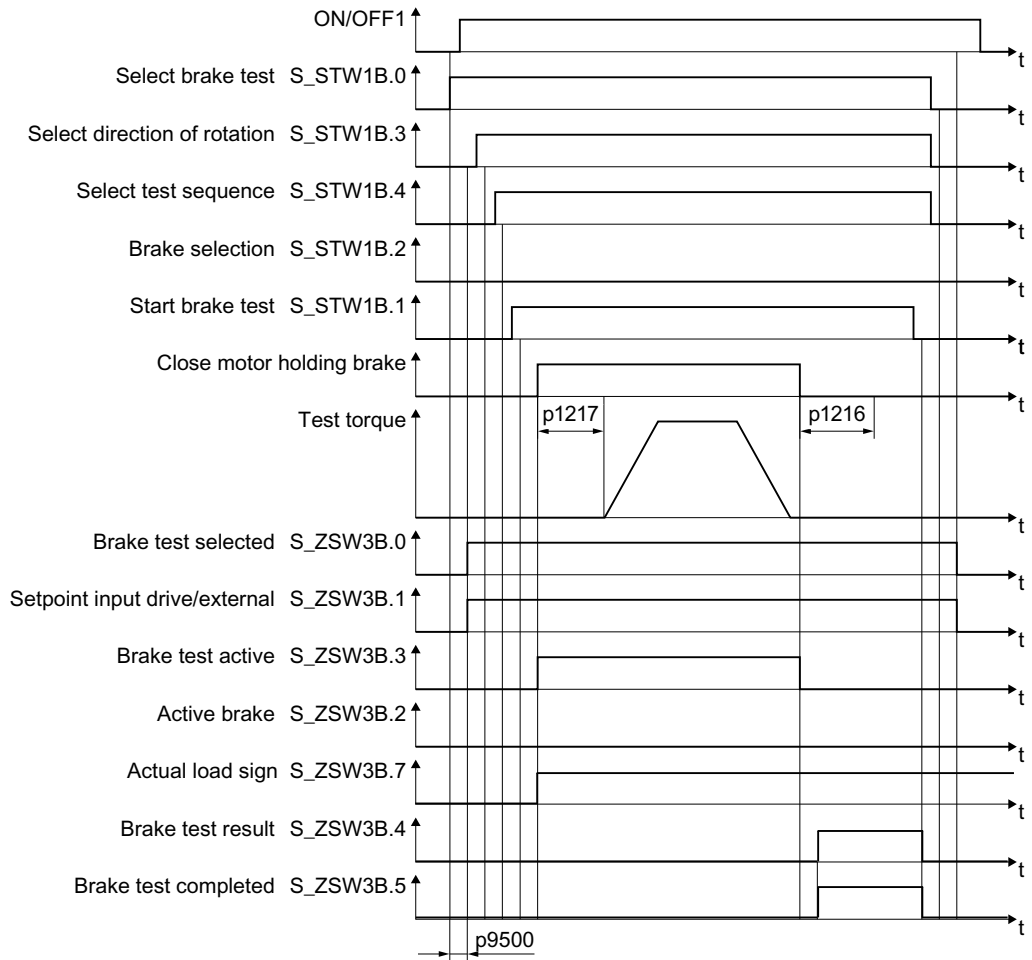 ON/OFF1
t
Select brake test S_STW1B.0
t
Select direction of rotation S_STW1B.3
t
Select test sequence S_STW1B.4
t
Brake selection S_STW1B.2
t
Start brake test S_STW1B.1
t
Close motor holding brake
t
p1217
p1216
Test torque
t
Brake test selected S_ZSW3B.0
t
Setpoint input drive/external S_ZSW3B.1
t
Brake test active S_ZSW3B.3
t
Active brake S_ZSW3B.2
t
Actual load sign S_ZSW3B.7
t
Brake test result S_ZSW3B.4
t
Brake test completed S_ZSW3B.5
t
p9500